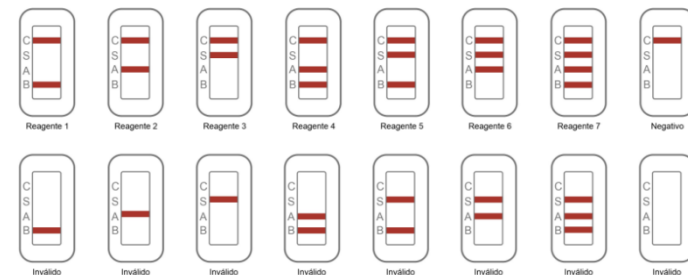 C S A B
C S A B
C S A B
C S A B
C S A B
C S A B
C S A B
C S A B
Reagente 1
Reagente 2
Reagente 3
Reagente 4
Reagente 5
Reagente 6
Reagente 7
Negativo
C S A B
C S A B
C S A B
C S A B
C S A B
C S A B
C S A B
C S A B
Inválido
Inválido
Inválido
Inválido
Inválido
Inválido
Inválido
Inválido